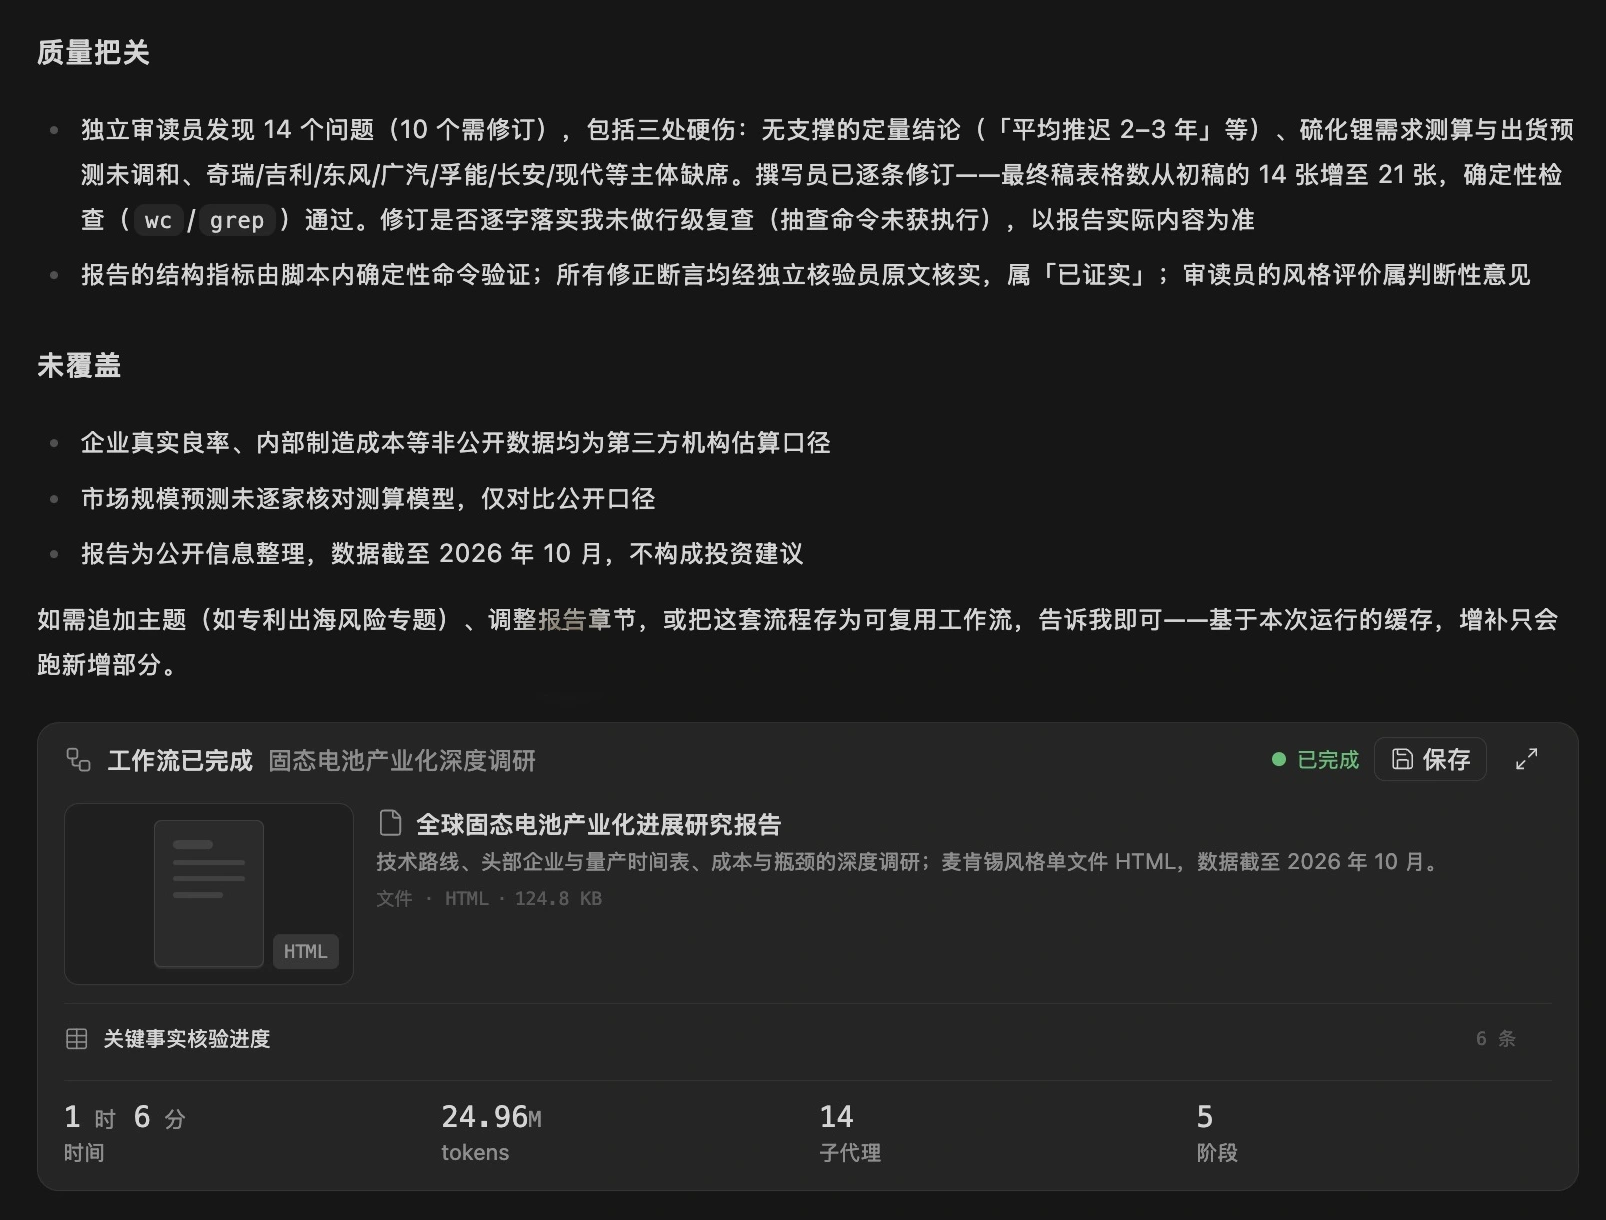 质量把关
独立审读员发现 14 个问题（10 个需修订），包括三处硬伤：无支撑的定量结论（「平均推迟 2–3 年」等）、硫化锂需求测算与出货预
测未调和、奇瑞/吉利/东风/广汽/孚能/长安/现代等主体缺席。撰写员已逐条修订——最终稿表格数从初稿的 14 张增至 21 张，确定性检
查（ wc / grep ）通过。修订是否逐字落实我未做行级复查（抽查命令未获执行），以报告实际内容为准
报告的结构指标由脚本内确定性命令验证；所有修正断言均经独立核验员原文核实，属「已证实」；审读员的风格评价属判断性意见
未覆盖
企业真实良率、内部制造成本等非公开数据均为第三方机构估算口径
市场规模预测未逐家核对测算模型，仅对比公开口径
报告为公开信息整理，数据截至 2026 年 10 月，不构成投资建议
如需追加主题（如专利出海风险专题）、调整报告章节，或把这套流程存为可复用工作流，告诉我即可——基于本次运行的缓存，增补只会
跑新增部分。
工作流已完成 固态电池产业化深度调研 已完成 保存
全球固态电池产业化进展研究报告
技术路线、头部企业与量产时间表、成本与瓶颈的深度调研；麦肯锡风格单文件 HTML，数据截至 2026 年 10 月。
文件 · HTML · 124.8 KB
HTML
关键事实核验进度 6 条
1 时 6 分 24.96M 14 5
时间 tokens 子代理 阶段